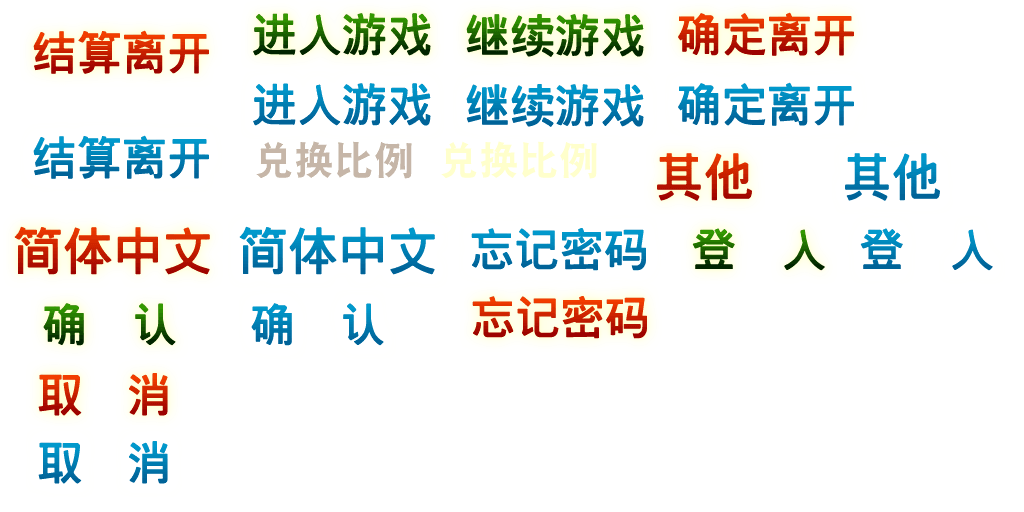 结算离开 进入游戏 继续游戏 确定离开
进入游戏 继续游戏 确定离开
结算离开 兑换比例 兑换比例 其他 其他
简体中文 简体中文 忘记密码 登 入 登 入
确 认 确 认 忘记密码
取 消
取 消